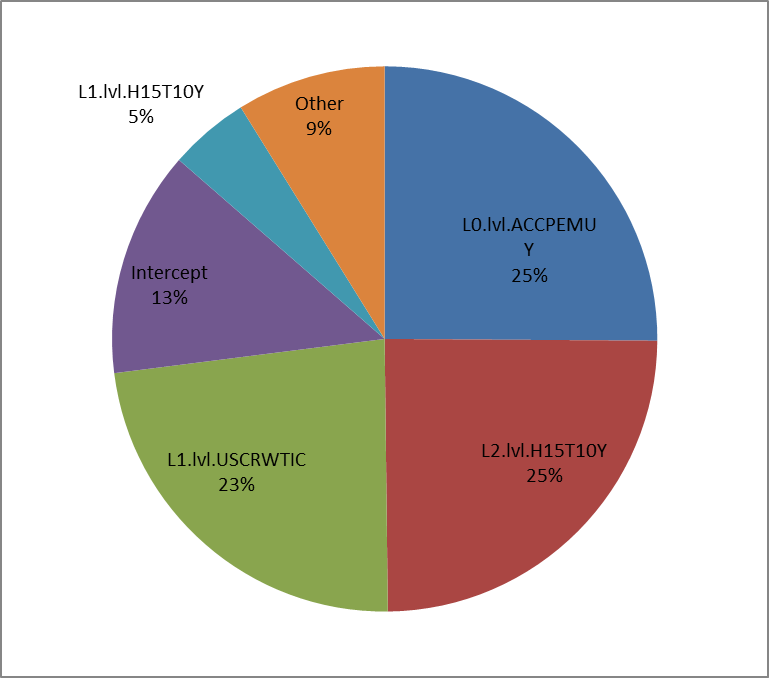 L1.lvl.H15T10Y
5%
Other
9%
L0.lvl.ACCPEMU
Y
25%
Intercept
13%
L2.lvl.H15T10Y
25%
L1.lvl.USCRWTIC
23%